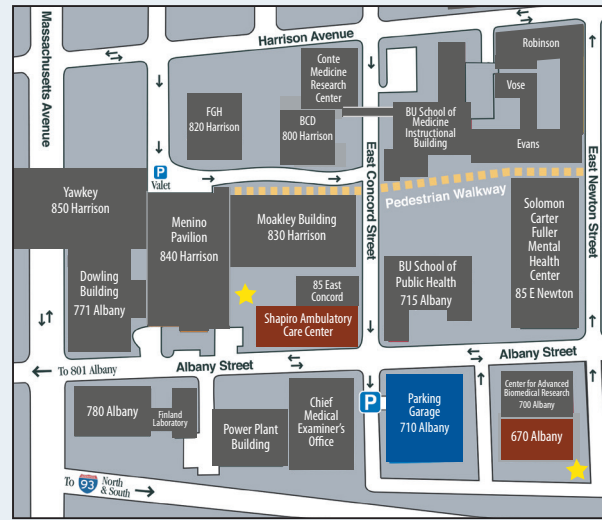 Massachusetts Avenue
Harrison Avenue
Robinson
Conte
Medicine
Research
Center
Vose
FGH
820 Harrison
BCD
800 Harrison
BU School of
Medicine
Instructional
Building
Evans
East Concord Street
East Newton Street
P
Valet
Pedestrian Walkway
Yawkey
850 Harrison
Menino
Pavilion
840 Harrison
Moakley Building
830 Harrison
Solomon
Carter
Fuller
Mental
Health
Center
85 E Newton
Dowling
Building
771 Albany
85 East
Concord
BU School of
Public Health
715 Albany
Shapiro Ambulatory
Care Center
Albany Street
Albany Street
To 801 Albany
780 Albany
Finland
Laboratory
Power Plant
Building
Chief
Medical
Examiner's
Office
P
Parking
Garage
710 Albany
Center for Advanced
Biomedical Research
700 Albany
670 Albany
To 93 North
& South